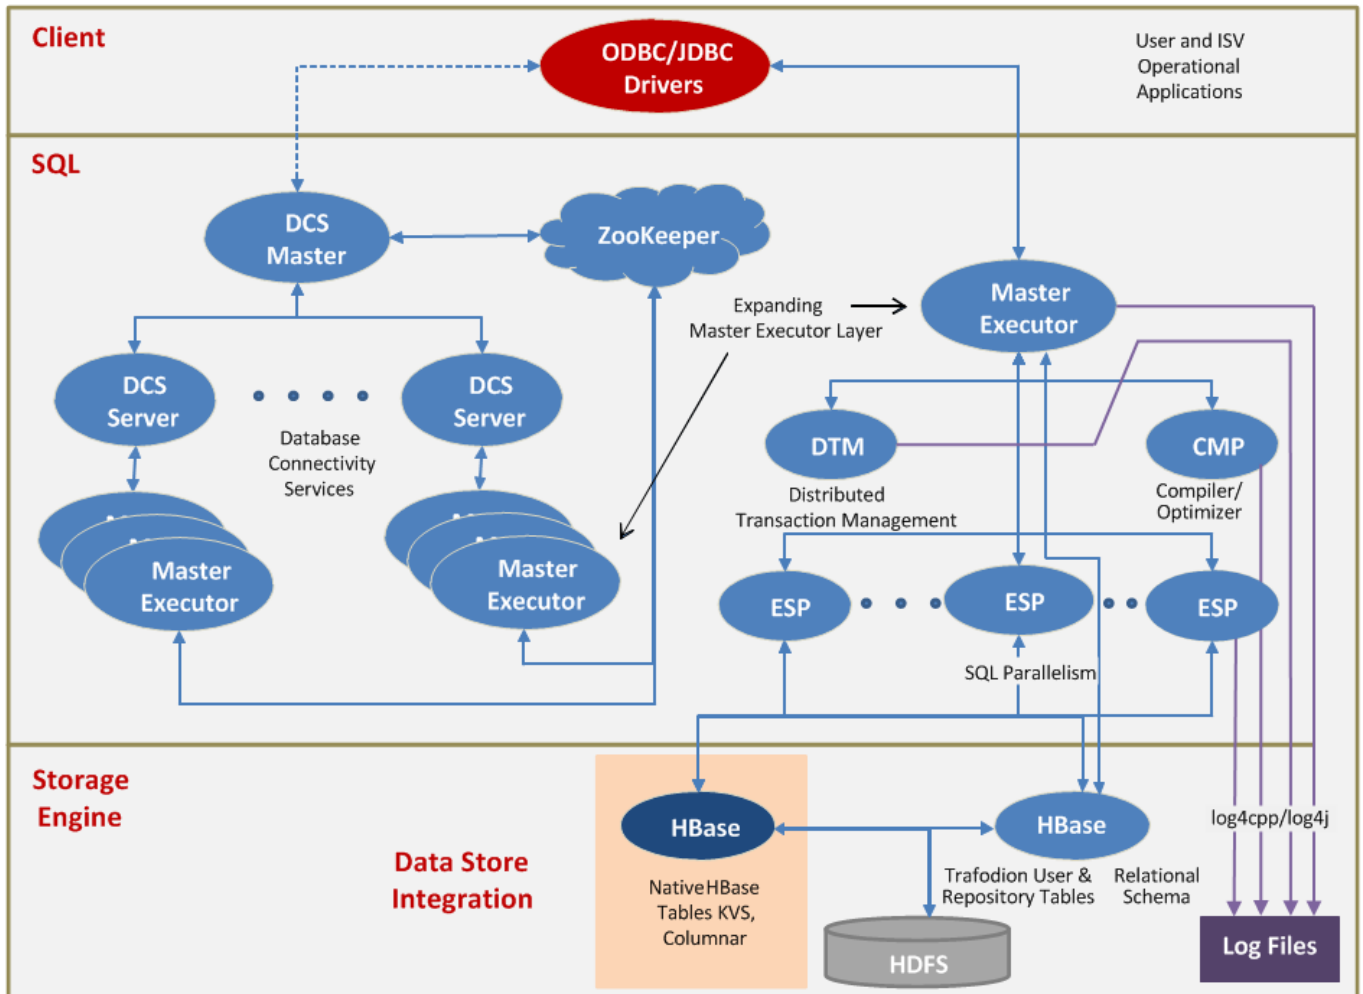 Client
ODBC/JDBC
Drivers
User and ISV
Operational
Applications
SQL
DCS
Master
ZooKeeper
Expanding
Master Executor Layer
Master
Executor
DCS
Server
DCS
Server
Database
Connectivity
Services
DTM
CMP
Distributed
Transaction Management
Compiler/
Optimizer
Master
Executor
Master
Executor
ESP
ESP
ESP
SQL Parallelism
Storage
Engine
HBase
HBase
log4cpp/log4j
Data Store
Integration
Native HBase
Tables KVS,
Columnar
Trafodion User &
Repository Tables
Relational
Schema
HDFS
Log Files